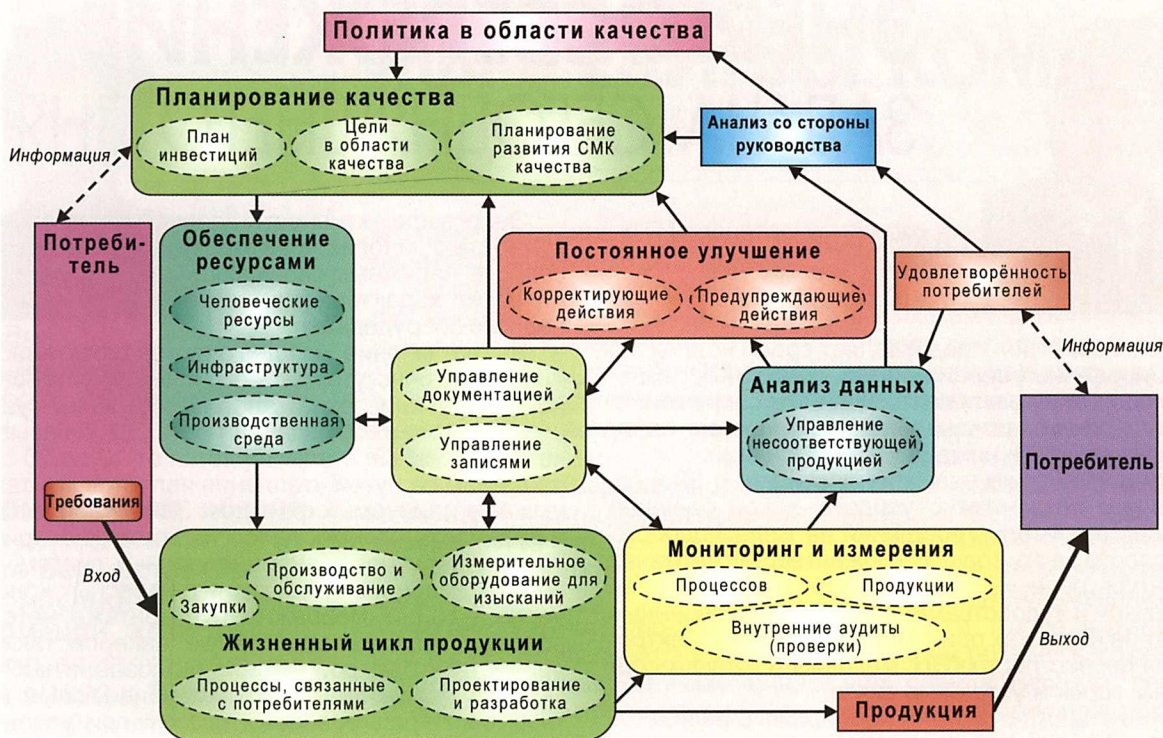 Политика в области качества
Планирование качества
План
инвестиций
Цели
в области
качества
Планирование
развития СМК
качества
Анализ со стороны
руководства
Информация
Потреби-
тель
Обеспечение
ресурсами
Человеческие
ресурсы
Инфраструктура
Производственная
среда
Постоянное улучшение
Корректирующие
действия
Предупреждающие
действия
Удовлетворённость
потребителей
Информация
Управление
документацией
Управление
записями
Анализ данных
Управление
несоответствующей
продукцией
Потребитель
Требования
Вход
Производство и
обслуживание
Измерительное
оборудование для
изысканий
Закупки
Жизненный цикл продукции
Процессы, связанные
с потребителями
Проектирование
и разработка
Мониторинг и измерения
Процессов
Продукции
Внутренние аудиты
(проверки)
Выход
Продукция